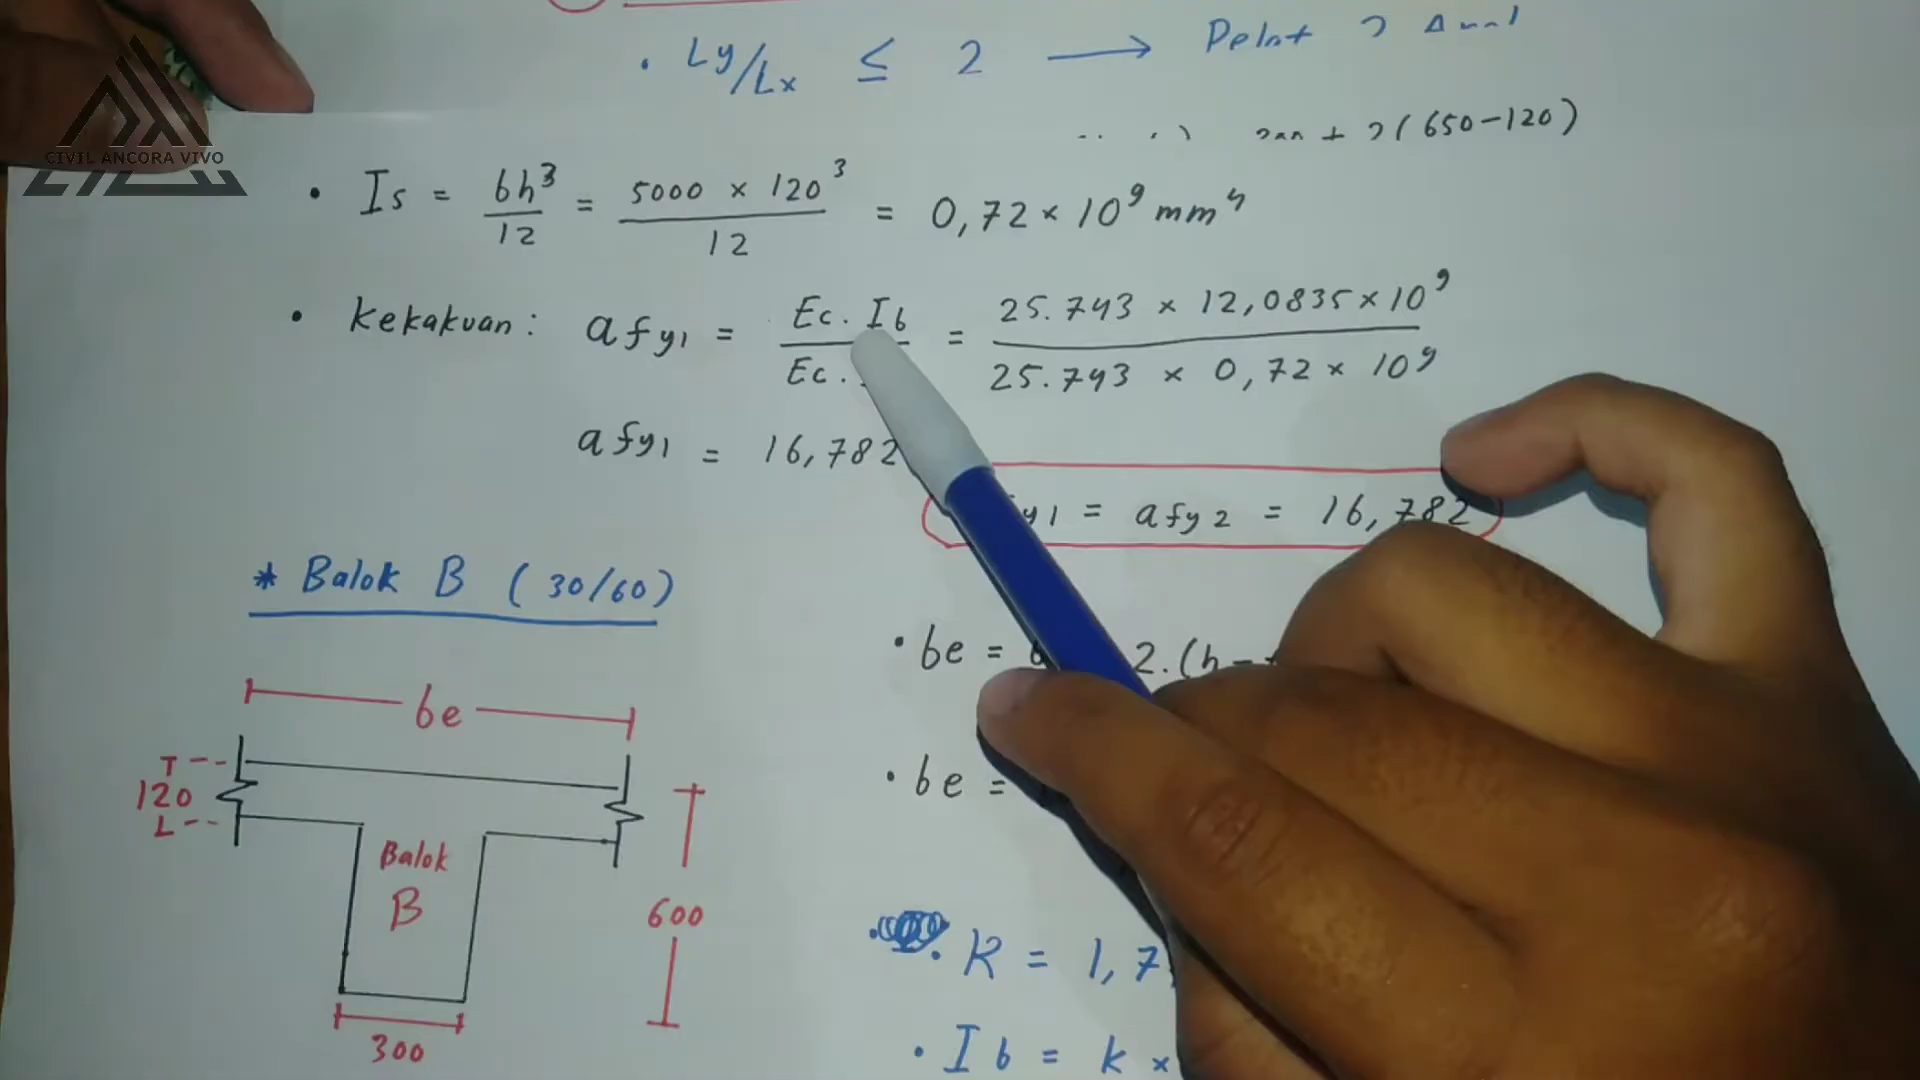 • Ly/Lx ≤ 2 → Pelat 2
2(650-120)
CIVIL ANCORA VIVO
• Is = bh³/12 = 5000 × 120³/12 = 0,72 × 10⁹ mm⁴
• Kekakuan: afy1 = Ec. Ib/Ec. = 25.743 × 12,0835 × 10⁹/25.743 × 0,72 × 10⁹
afy1 = 16,782
y1 = afy2 = 16,782
* Balok B (30/60)
• be = 2.(h-
be
T
120
L
• be =
Balok
B
600
• K = 1,7
300
• Ib = k ×